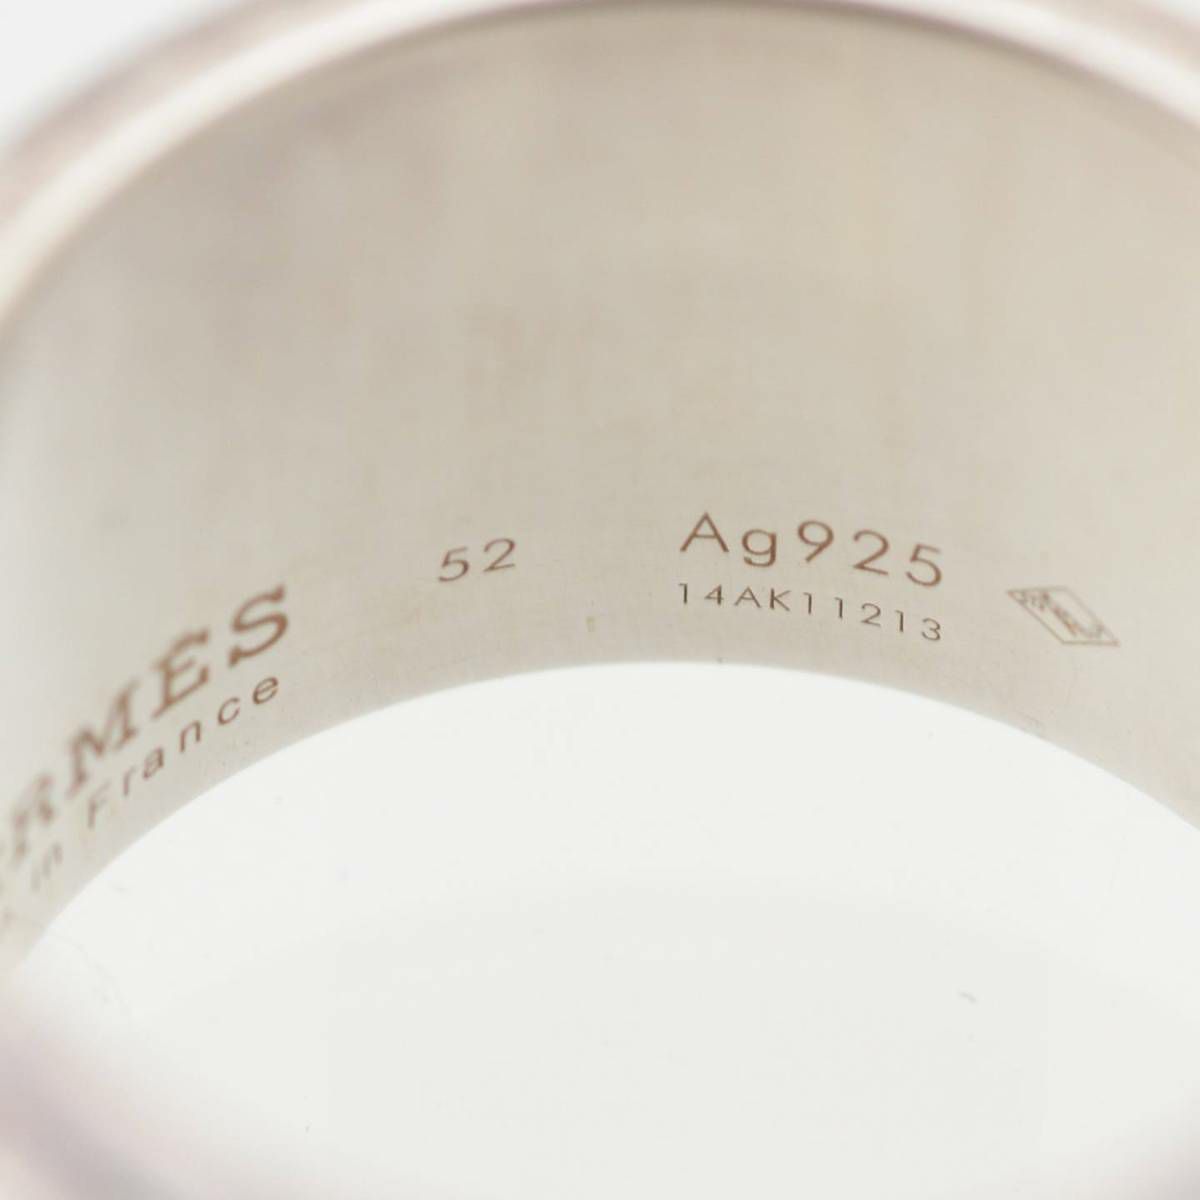 RMES
in France
52
Ag925
14AK11213